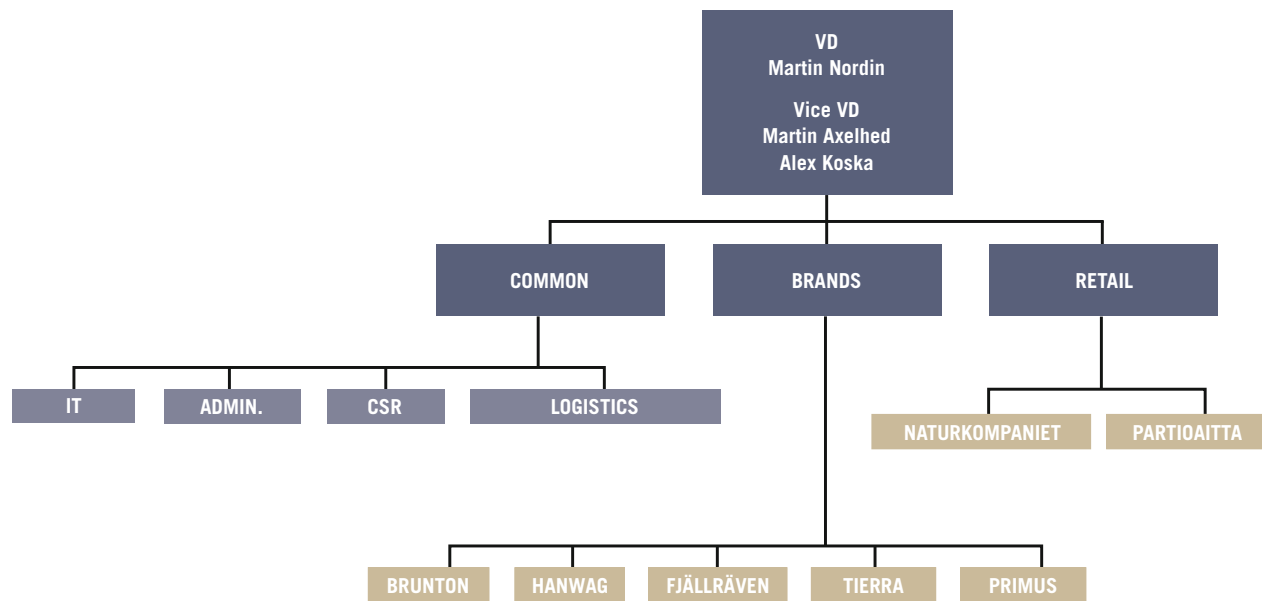 VD
Martin Nordin
Vice VD
Martin Axelhed
Alex Koska
COMMON
BRANDS
RETAIL
IT
ADMIN.
CSR
LOGISTICS
NATURKOMPANIET
PARTIOAITTA
BRUNTON
HANWAG
FJÄLLRÄVEN
TIERRA
PRIMUS